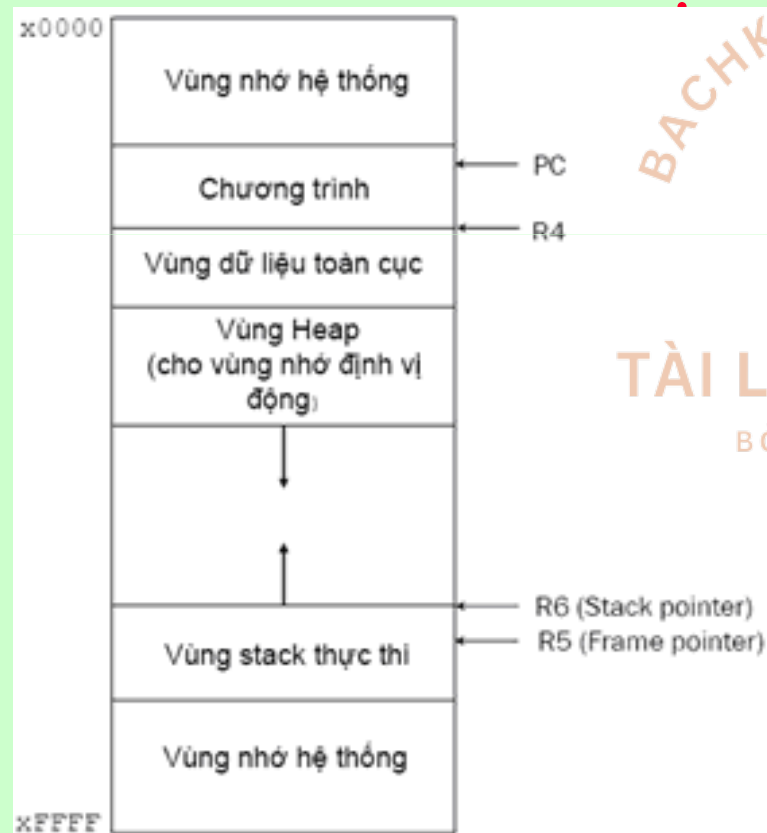 x0000
Vùng nhớ hệ thống
PC
Chương trình
R4
Vùng dữ liệu toàn cục
Vùng Heap
(cho vùng nhớ định vị
động)
R6 (Stack pointer)
R5 (Frame pointer)
Vùng stack thực thi
Vùng nhớ hệ thống
xFFFF
BACHK
TÀI L